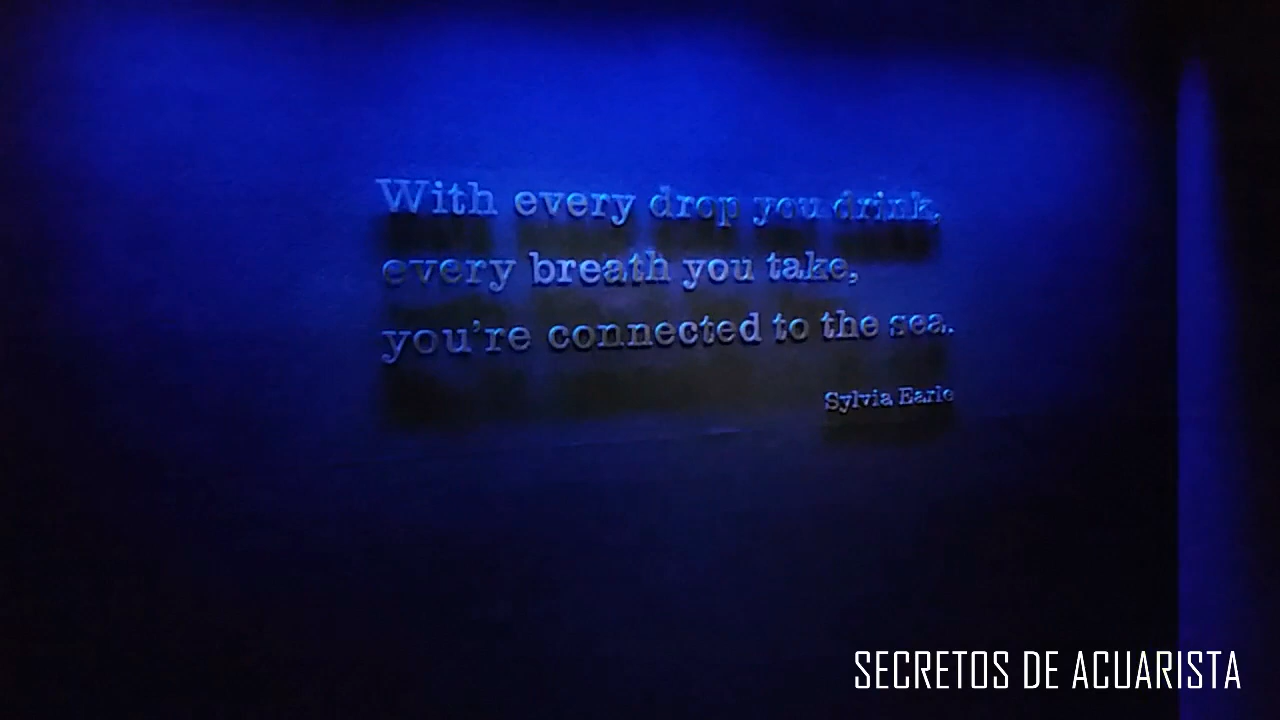 With every drop you drink,
every breath you take,
you're connected to the sea.
Sylvia Earle
SECRETOS DE ACUARISTA